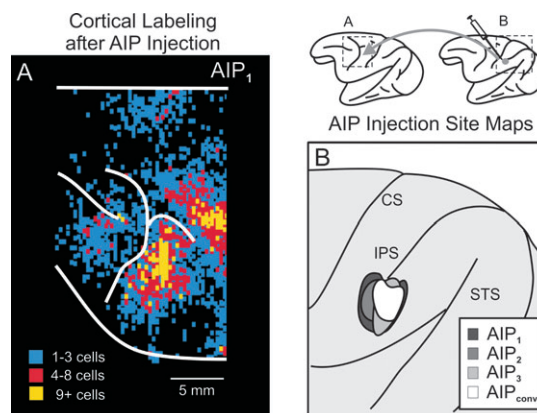 Cortical Labeling
after AIP Injection
A
AIP1
1-3 cells
4-8 cells
9+ cells
5 mm
A
B
AIP Injection Site Maps
B
CS
IPS
STS
AIP1
AIP2
AIP3
AIPconv